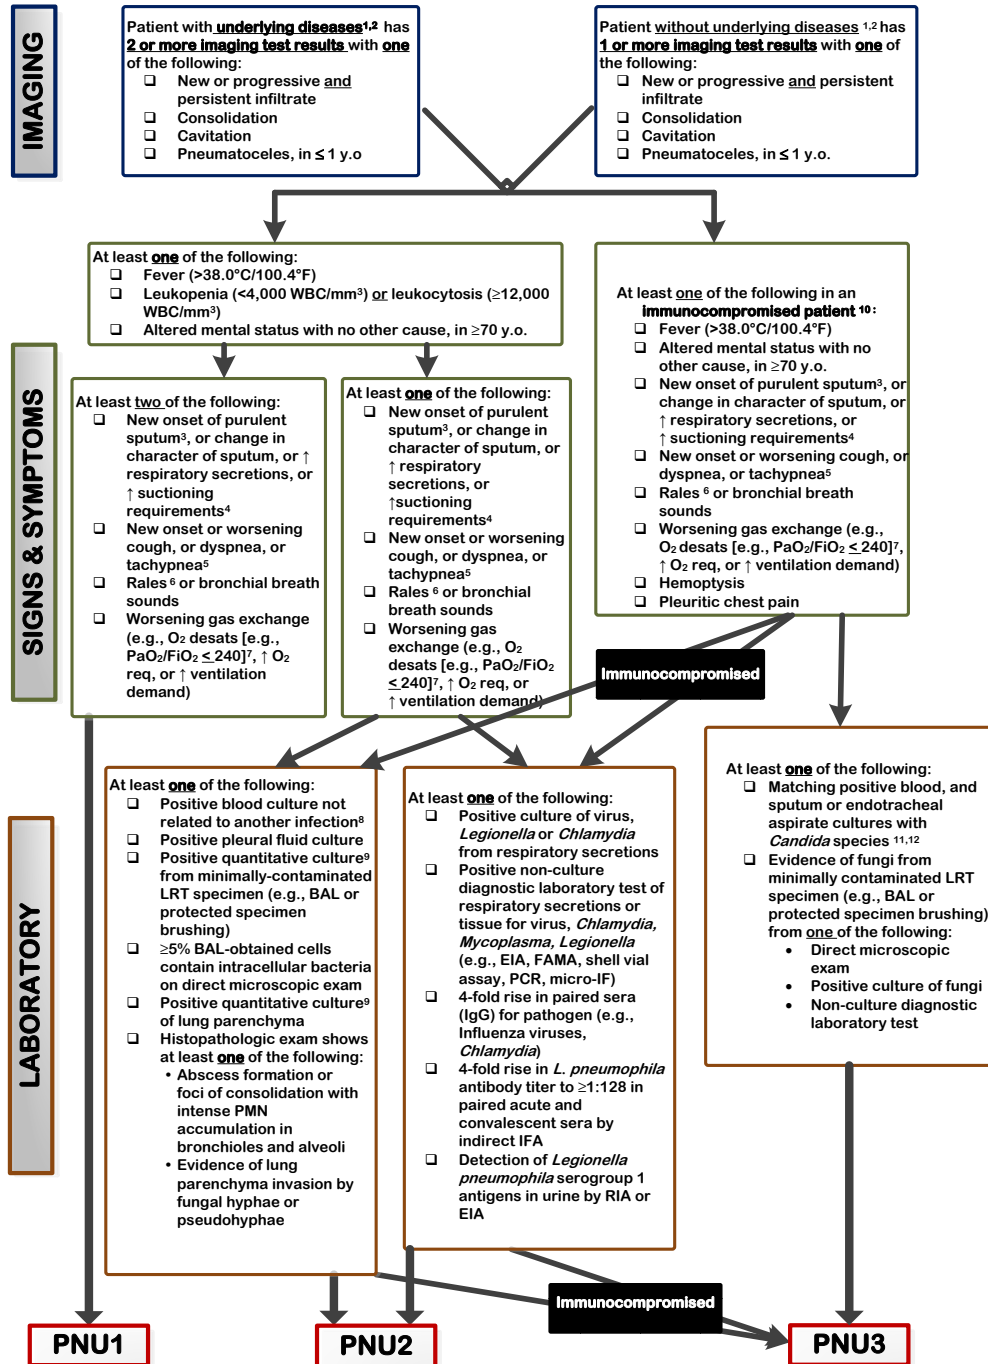 IMAGING
Patient with underlying diseases1,2 has
2 or more imaging test results with one
of the following:
❑ New or progressive and
persistent infiltrate
❑ Consolidation
❑ Cavitation
❑ Pneumatoceles, in ≤ 1 y.o
Patient without underlying diseases 1,2 has
1 or more imaging test results with one of
the following:
❑ New or progressive and persistent
infiltrate
❑ Consolidation
❑ Cavitation
❑ Pneumatoceles, in ≤ 1 y.o.
SIGNS & SYMPTOMS
At least one of the following:
❑ Fever (>38.0°C/100.4°F)
❑ Leukopenia (<4,000 WBC/mm3) or leukocytosis (≥12,000
WBC/mm3)
❑ Altered mental status with no other cause, in ≥70 y.o.
At least two of the following:
❑ New onset of purulent
sputum3, or change in
character of sputum, or ↑
respiratory secretions, or
↑ suctioning
requirements4
❑ New onset or worsening
cough, or dyspnea, or
tachypnea5
❑ Rales 6 or bronchial breath
sounds
❑ Worsening gas exchange
(e.g., O2 desats [e.g.,
PaO2/FiO2 ≤ 240]7, ↑ O2
req, or ↑ ventilation
demand)
At least one of the following:
❑ New onset of purulent
sputum3, or change in
character of sputum, or
↑ respiratory
secretions, or
↑suctioning
requirements4
❑ New onset or worsening
cough, or dyspnea, or
tachypnea5
❑ Rales 6 or bronchial
breath sounds
❑ Worsening gas
exchange (e.g., O2
desats [e.g., PaO2/FiO2
≤ 240]7, ↑ O2 req, or
↑ ventilation demand)
At least one of the following in an
immunocompromised patient 10:
❑ Fever (>38.0°C/100.4°F)
❑ Altered mental status with no
other cause, in ≥70 y.o.
❑ New onset of purulent sputum3, or
change in character of sputum, or
↑ respiratory secretions, or
↑ suctioning requirements4
❑ New onset or worsening cough, or
dyspnea, or tachypnea5
❑ Rales 6 or bronchial breath
sounds
❑ Worsening gas exchange (e.g.,
O2 desats [e.g., PaO2/FiO2 ≤ 240]7,
↑ O2 req, or ↑ ventilation demand)
❑ Hemoptysis
❑ Pleuritic chest pain
Immunocompromised
LABORATORY
At least one of the following:
❑ Positive blood culture not
related to another infection8
❑ Positive pleural fluid culture
❑ Positive quantitative culture9
from minimally-contaminated
LRT specimen (e.g., BAL or
protected specimen
brushing)
❑ ≥5% BAL-obtained cells
contain intracellular bacteria
on direct microscopic exam
❑ Positive quantitative culture9
of lung parenchyma
❑ Histopathologic exam shows
at least one of the following:
• Abscess formation or
foci of consolidation with
intense PMN
accumulation in
bronchioles and alveoli
• Evidence of lung
parenchyma invasion by
fungal hyphae or
pseudohyphae
At least one of the following:
❑ Positive culture of virus,
Legionella or Chlamydia
from respiratory secretions
❑ Positive non-culture
diagnostic laboratory test of
respiratory secretions or
tissue for virus, Chlamydia,
Mycoplasma, Legionella
(e.g., EIA, FAMA, shell vial
assay, PCR, micro-IF)
❑ 4-fold rise in paired sera
(IgG) for pathogen (e.g.,
Influenza viruses,
Chlamydia)
❑ 4-fold rise in L. pneumophila
antibody titer to ≥1:128 in
paired acute and
convalescent sera by
indirect IFA
❑ Detection of Legionella
pneumophila serogroup 1
antigens in urine by RIA or
EIA
At least one of the following:
❑ Matching positive blood, and
sputum or endotracheal
aspirate cultures with
Candida species 11,12
❑ Evidence of fungi from
minimally contaminated LRT
specimen (e.g., BAL or
protected specimen brushing)
from one of the following:
• Direct microscopic
exam
• Positive culture of fungi
• Non-culture diagnostic
laboratory test
Immunocompromised
PNU1
PNU2
PNU3